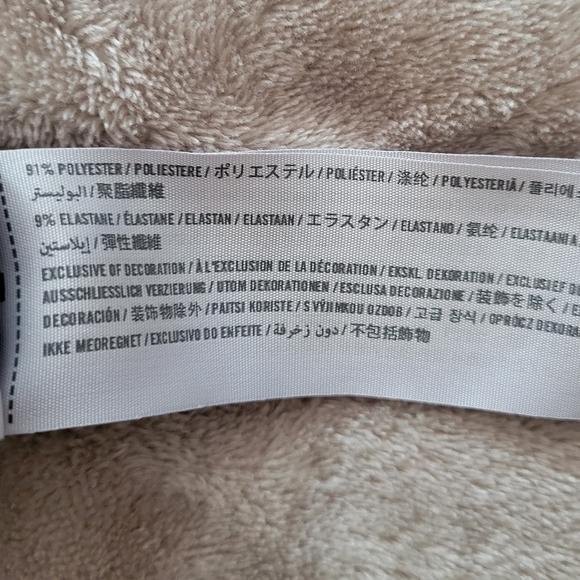 91% POLYESTER / POLIESTERE / ポリエステル / POLIÉSTER / 涤纶 / POLYESTERIÄ / 폴리에
البوليستر / 聚脂纖維
9% ELASTANE / ÉLASTANE / ELASTAN / ELASTAAN / エラスタン / ELASTANO / 氨纶 / ELASTAANIA
إيلاستين / 彈性纖維
EXCLUSIVE OF DECORATION / À L'EXCLUSION DE LA DÉCORATION / EKSKL. DEKORATION / EXCLUSIEF
AUSSCHLIESSLICH VERZIERUNG / UTOM DEKORATIONEN / ESCLUSA DECORAZIONE / 装飾を除く /
DECORACIÓN / 装饰物除外 / PAITSI KORISTE / S VÝJIMKOU OZDOB / 고급 장식 / OPRÓCZ DEKORA
IKKE MEDREGNET / EXCLUSIVO DO ENFEITE / دون زخرفة / 不包括飾物